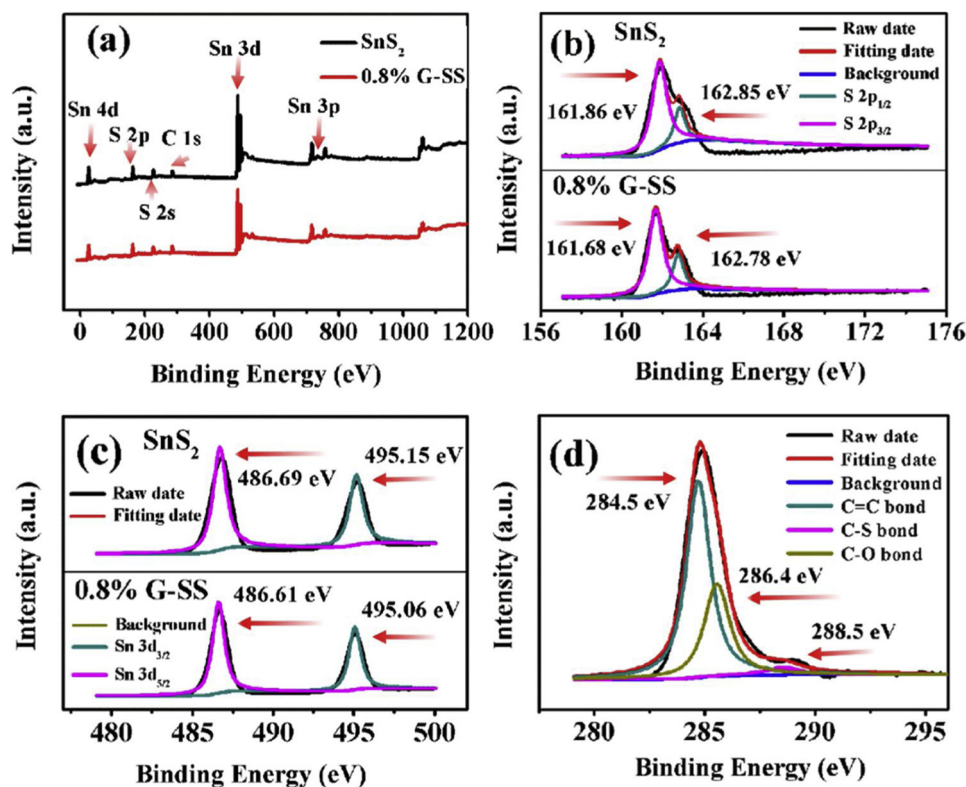 (a)
SnS2
0.8% G-SS
Sn 3d
Sn 4d
S 2p
C 1s
S 2s
Sn 3p
Intensity (a.u.)
0 200 400 600 800 1000 1200
Binding Energy (eV)
(b)
SnS2
Raw date
Fitting date
Background
S 2p1/2
S 2p3/2
161.86 eV
162.85 eV
0.8% G-SS
161.68 eV
162.78 eV
Intensity (a.u.)
156 160 164 168 172 176
Binding Energy (eV)
(c)
SnS2
486.69 eV
495.15 eV
Raw date
Fitting date
0.8% G-SS
486.61 eV
495.06 eV
Background
Sn 3d3/2
Sn 3d5/2
Intensity (a.u.)
480 485 490 495 500
Binding Energy (eV)
(d)
Raw date
Fitting date
Background
C=C bond
C-S bond
C-O bond
284.5 eV
286.4 eV
288.5 eV
Intensity (a.u.)
280 285 290 295
Binding Energy (eV)